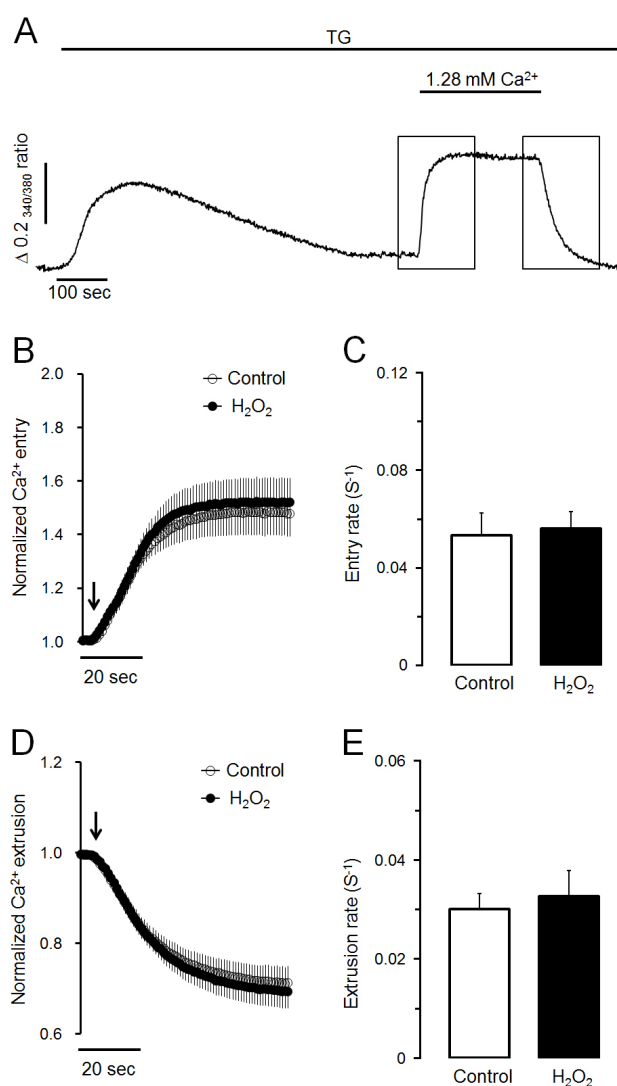 A
TG
1.28 mM Ca²⁺
Δ 0.2 ₃₄₀/₃₈₀ ratio
100 sec
B
2.0
1.8
1.6
1.4
1.2
1.0
Normalized Ca²⁺ entry
Control
H₂O₂
20 sec
C
0.12
0.08
0.04
0
Entry rate (S⁻¹)
Control
H₂O₂
D
1.2
1.0
0.8
0.6
Normalized Ca²⁺ extrusion
Control
H₂O₂
20 sec
E
0.06
0.04
0.02
0
Extrusion rate (S⁻¹)
Control
H₂O₂